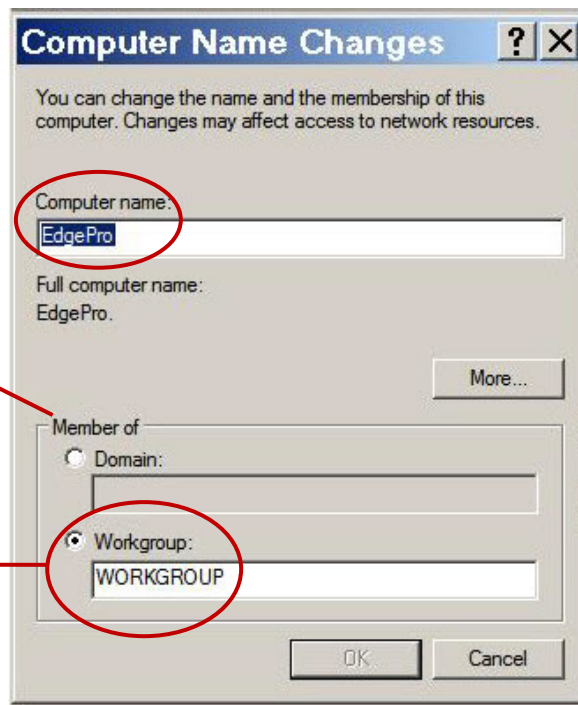 Computer Name Changes
You can change the name and the membership of this
computer. Changes may affect access to network resources.
Computer name:
EdgePro
Full computer name:
EdgePro.
More...
Member of
Domain:
Workgroup:
WORKGROUP
OK
Cancel